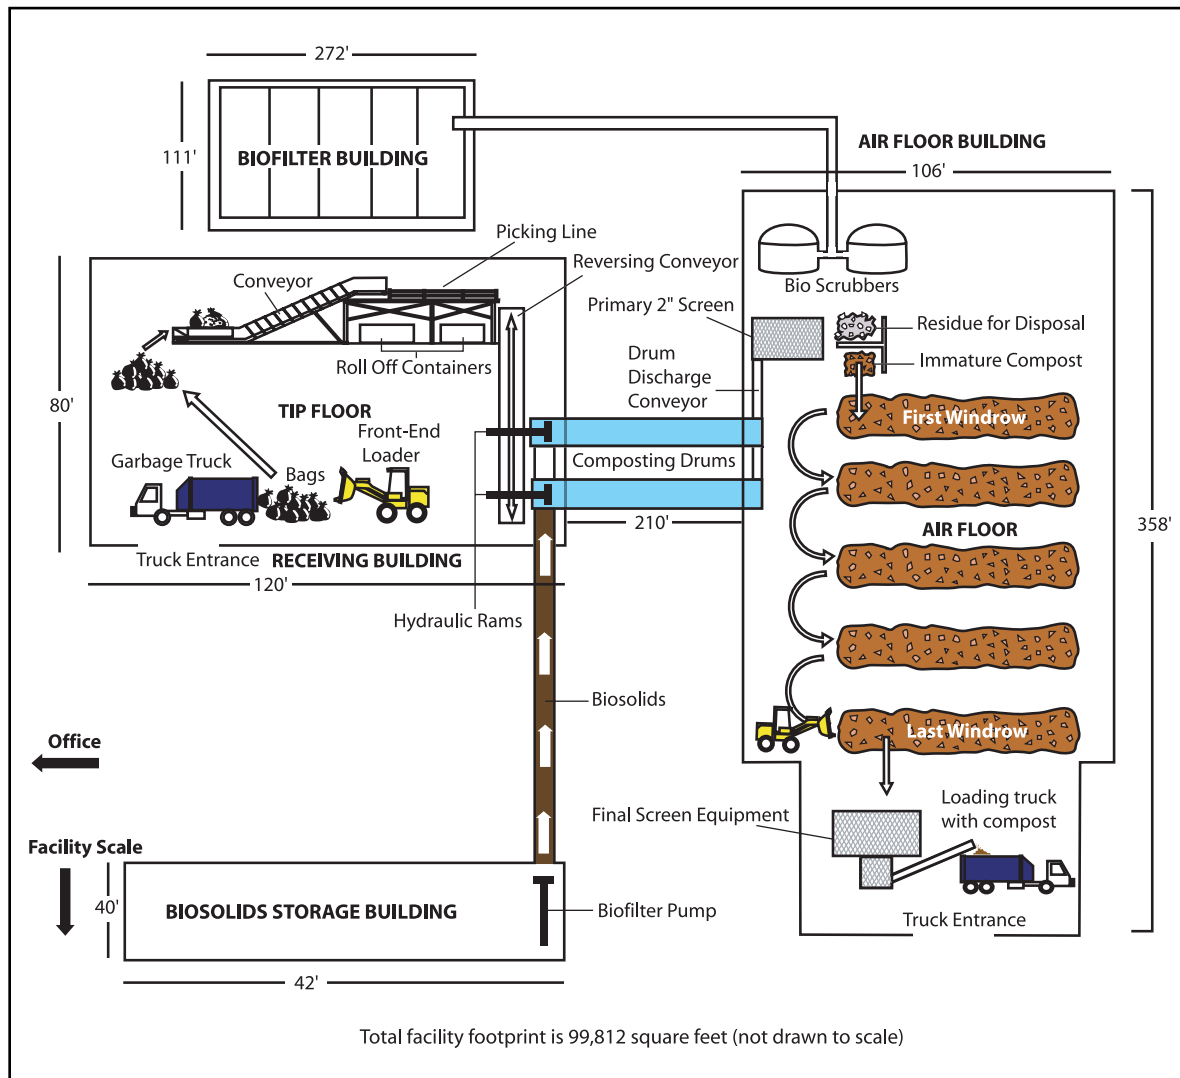 272'
111'
BIOFILTER BUILDING
AIR FLOOR BUILDING
106'
Picking Line
Reversing Conveyor
Conveyor
Bio Scrubbers
Primary 2" Screen
Residue for Disposal
Immature Compost
Roll Off Containers
Drum
Discharge
Conveyor
80'
TIP FLOOR
Front-End
Loader
First Windrow
Garbage Truck
Bags
Composting Drums
210'
AIR FLOOR
358'
Truck Entrance
RECEIVING BUILDING
120'
Hydraulic Rams
Biosolids
Last Windrow
Office
Final Screen Equipment
Loading truck
with compost
Facility Scale
40'
BIOSOLIDS STORAGE BUILDING
Biofilter Pump
Truck Entrance
42'
Total facility footprint is 99,812 square feet (not drawn to scale)